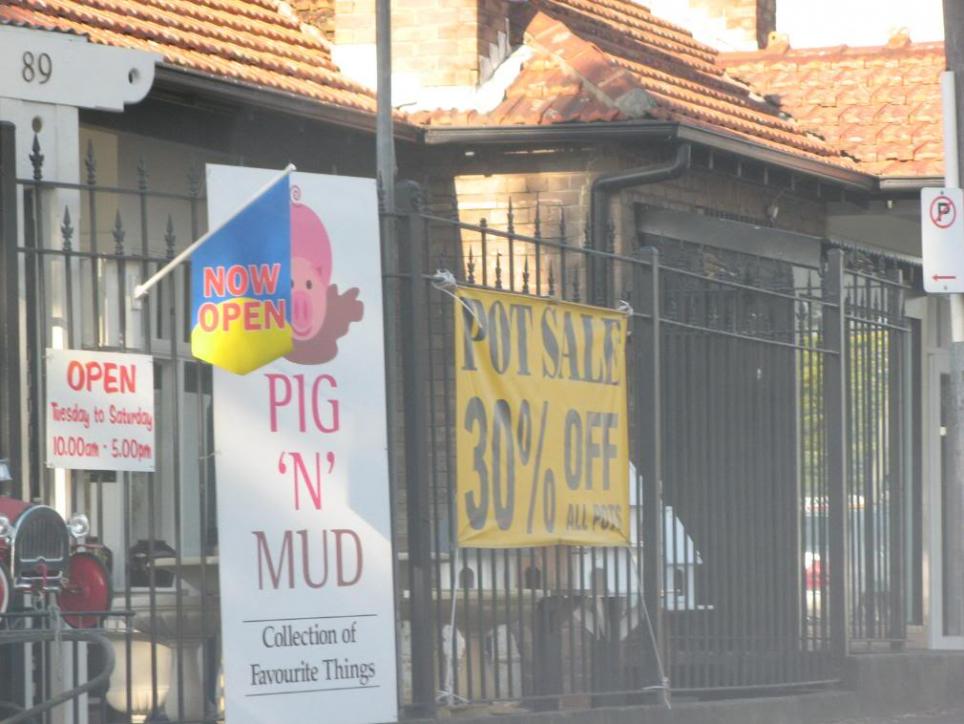 89
NOW
OPEN
OPEN
Tuesday to Saturday
10.00am - 5.00pm
PIG
'N'
MUD
Collection of
Favourite Things
POT SALE
30% OFF
ALL POTS
P